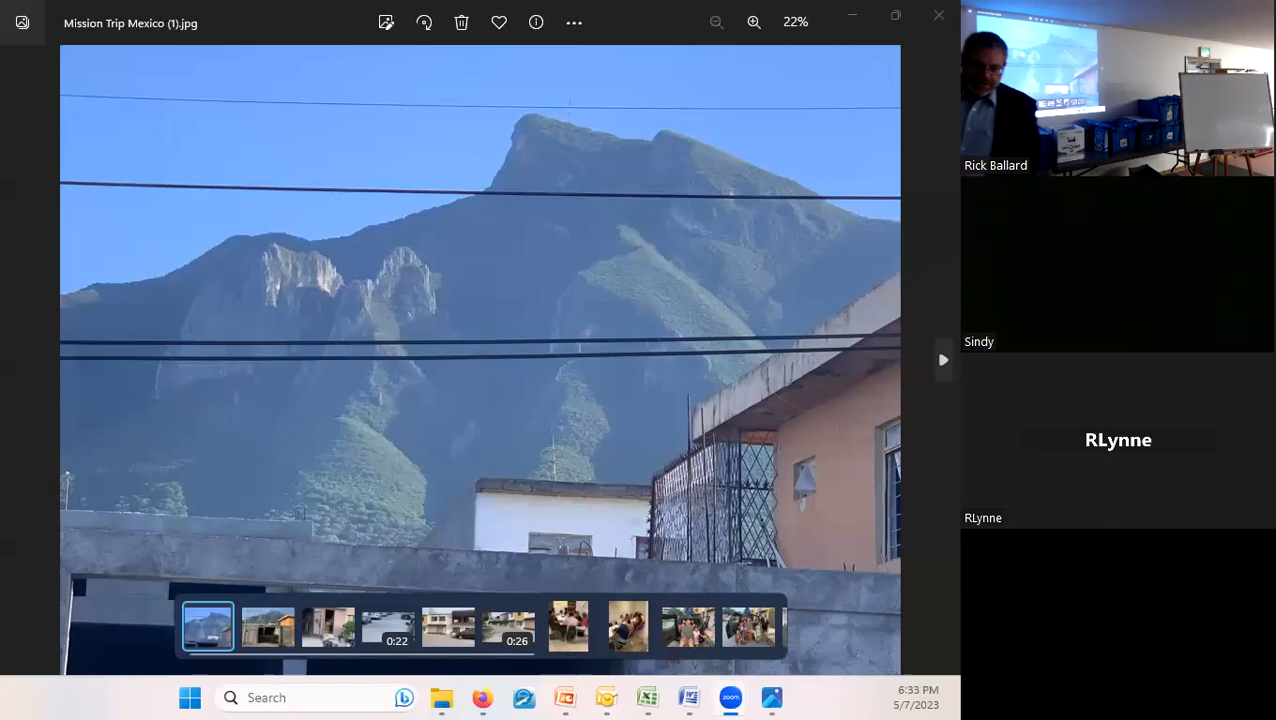 Mission Trip Mexico (1).jpg
22%
Rick Ballard
Sindy
RLynne
RLynne
0:22
0:26
Search
6:33 PM
5/7/2023